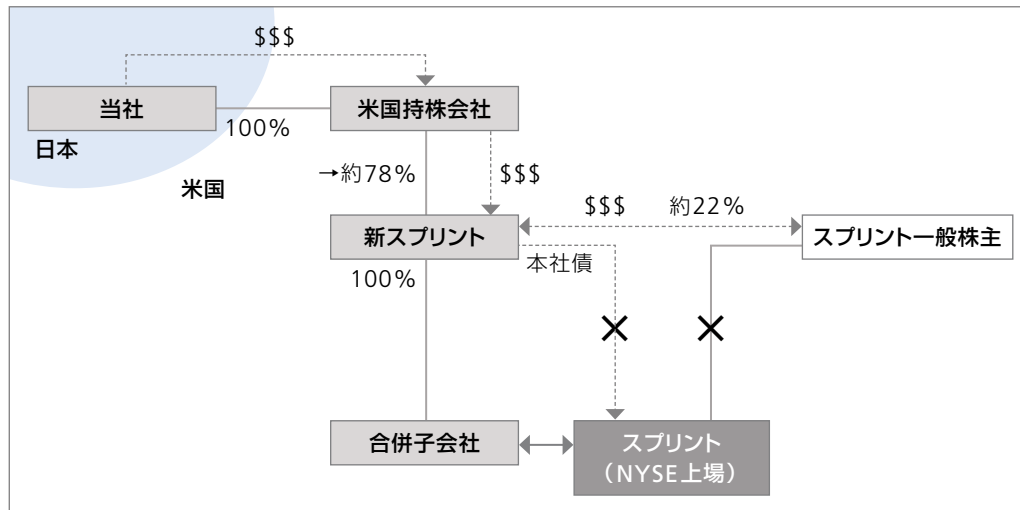 $$$
当社
米国持株会社
100%
日本
米国
→約78%
$$$
$$$
約22%
新スプリント
スプリント一般株主
本社債
100%
合併子会社
スプリント
(NYSE上場)